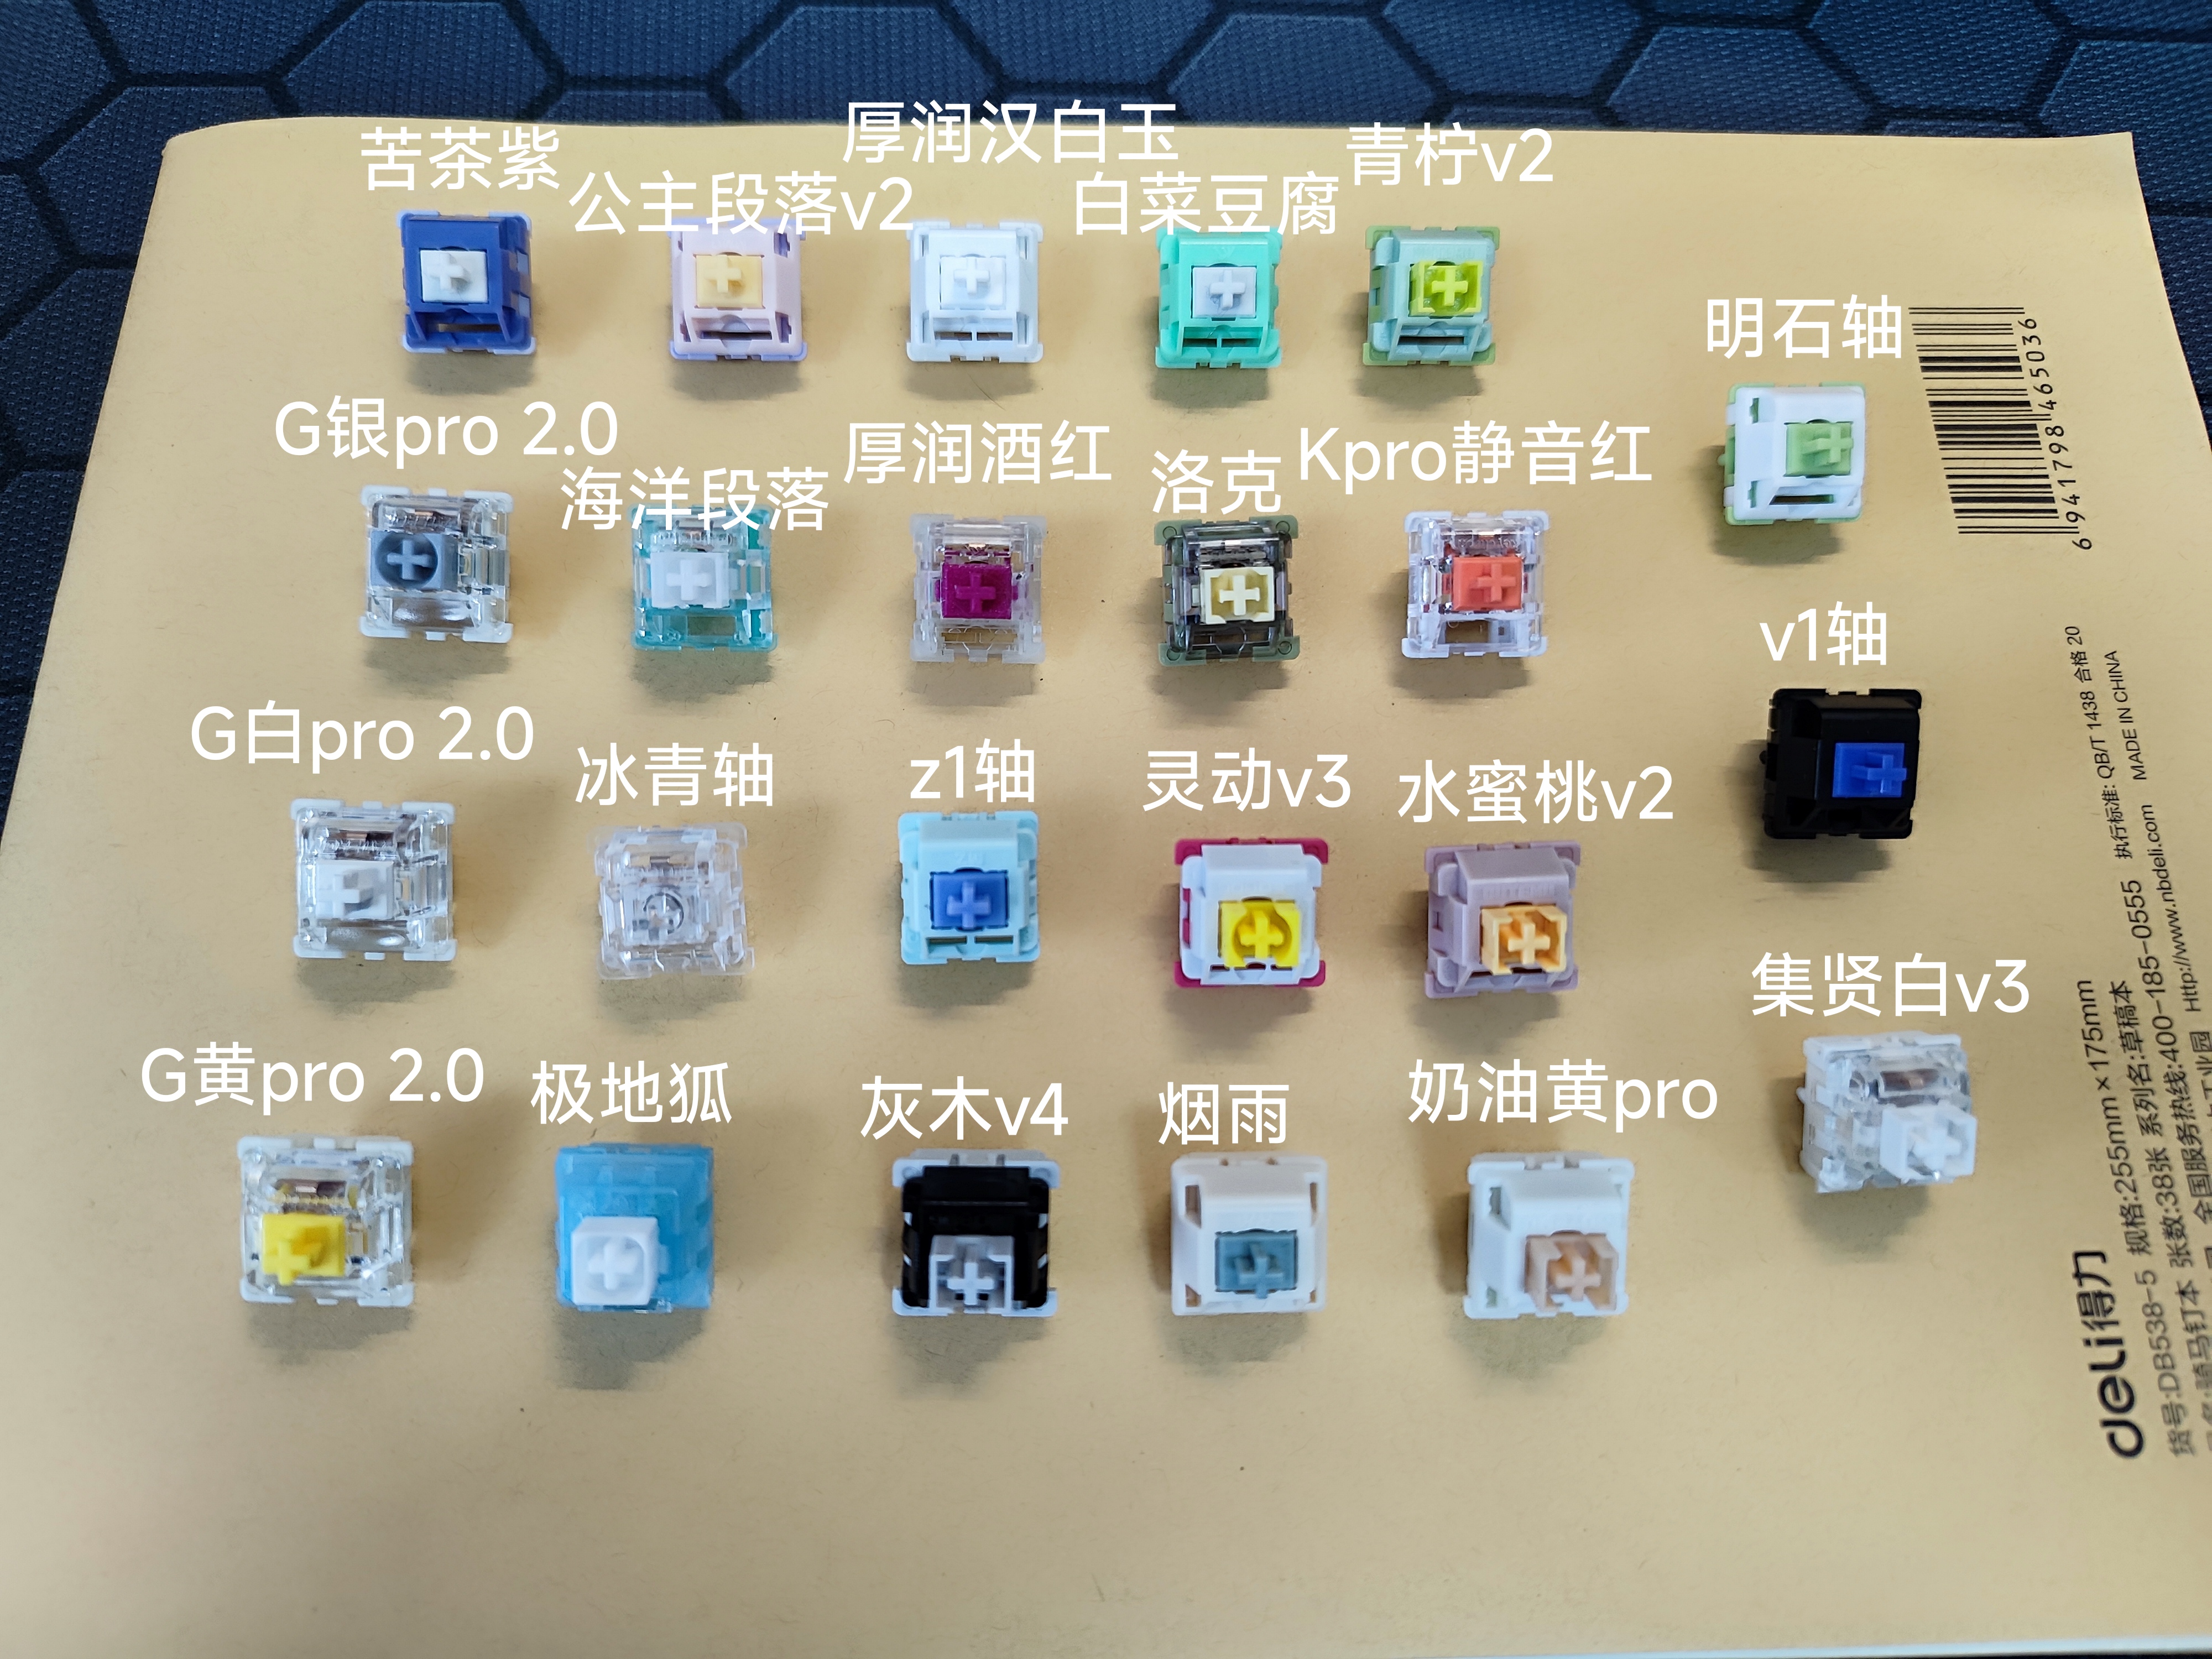 厚润汉白玉
苦茶紫
青柠v2
公主段落v2
白菜豆腐
明石轴
G银pro 2.0
厚润酒红
Kpro静音红
海洋段落
洛克
v1轴
G白pro 2.0
冰青轴
z1轴
灵动v3
水蜜桃v2
集贤白v3
G黄pro 2.0
极地狐
灰木v4
烟雨
奶油黄pro
6941798465036
deli得力
货号:DB538-5 规格:255mm×175mm
张数:38张 系列名:草稿本
全国服务热线:400-185-0555 执行标准: QB/T 1438 合格 20
Http://www.nbdeli.com MADE IN CHINA